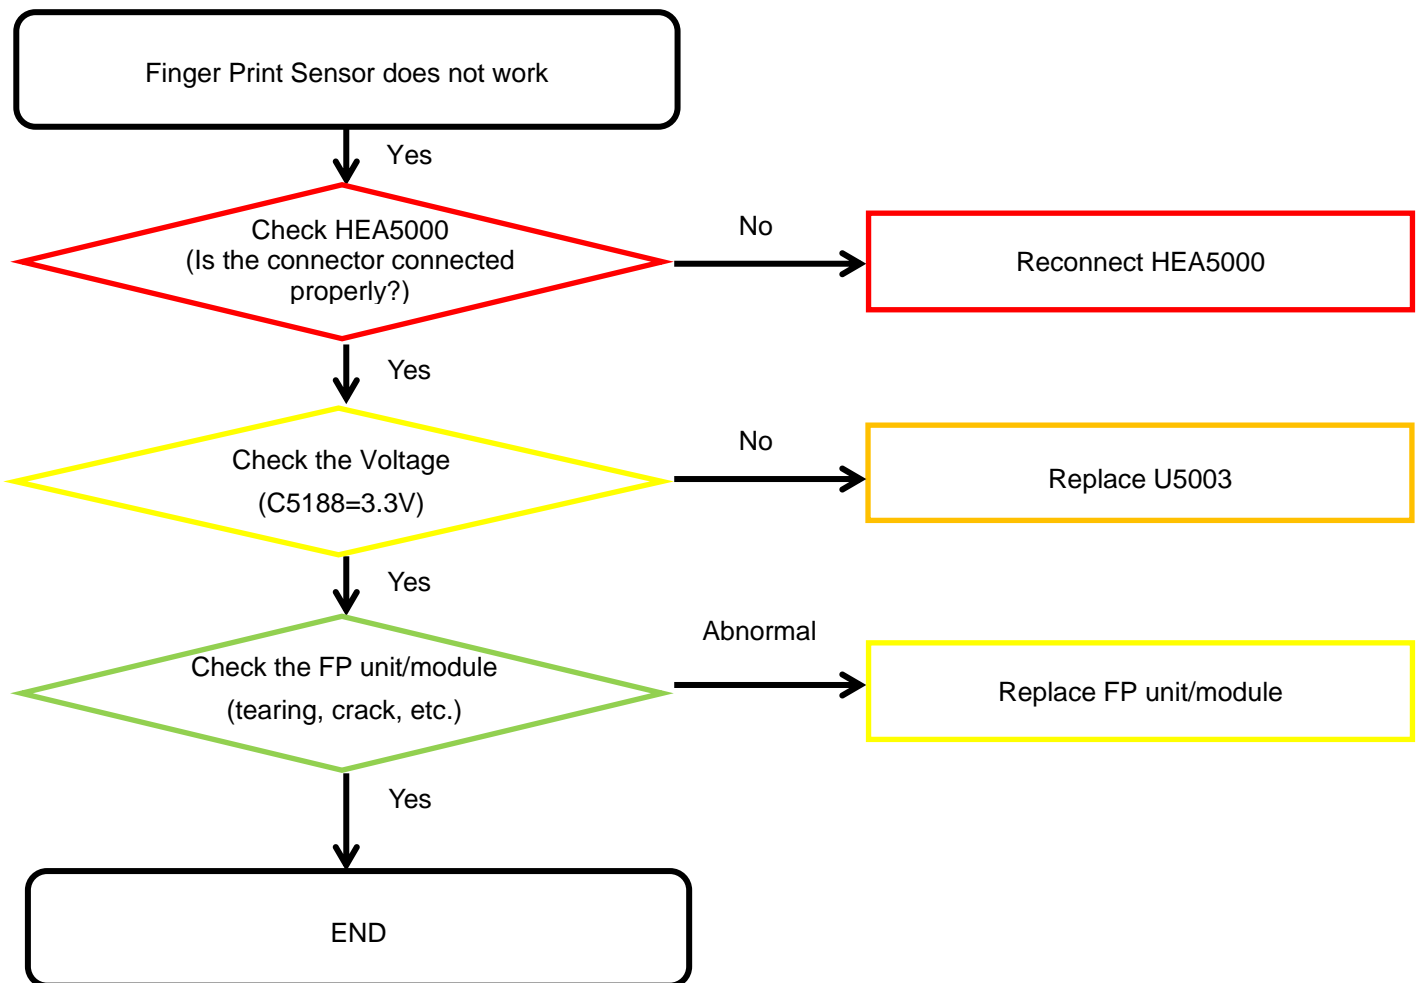 Finger Print Sensor does not work
Yes
Check HEA5000
(Is the connector connected
properly?)
No
Reconnect HEA5000
Yes
Check the Voltage
(C5188=3.3V)
No
Replace U5003
Yes
Check the FP unit/module
(tearing, crack, etc.)
Abnormal
Replace FP unit/module
Yes
END